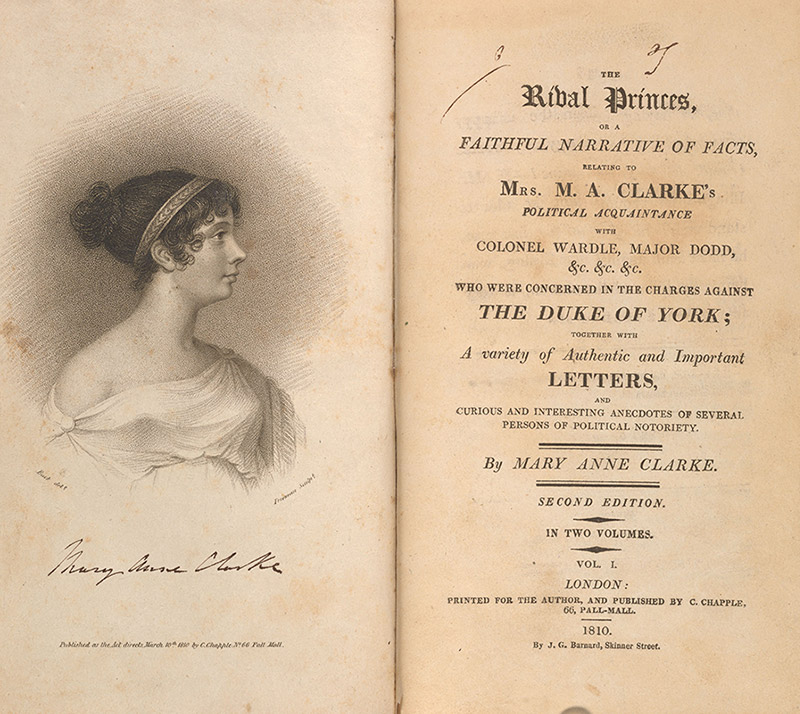 Mary Anne Clarke
Published as the Act directs, March 10th 1810 by C. Chapple No 66 Pall Mall.
THE
Rival Princes,
OR A
FAITHFUL NARRATIVE OF FACTS,
RELATING TO
MRS. M. A. CLARKE'S
POLITICAL ACQUAINTANCE
WITH
COLONEL WARDLE, MAJOR DODD,
&c. &c. &c.
WHO WERE CONCERNED IN THE CHARGES AGAINST
THE DUKE OF YORK;
TOGETHER WITH
A variety of Authentic and Important
LETTERS,
AND
CURIOUS AND INTERESTING ANECDOTES OF SEVERAL
PERSONS OF POLITICAL NOTORIETY.
By MARY ANNE CLARKE.
SECOND EDITION.
IN TWO VOLUMES.
VOL. I.
LONDON:
PRINTED FOR THE AUTHOR, AND PUBLISHED BY C. CHAPPLE,
66, PALL-MALL.
1810.
By J. G. Barnard, Skinner Street.